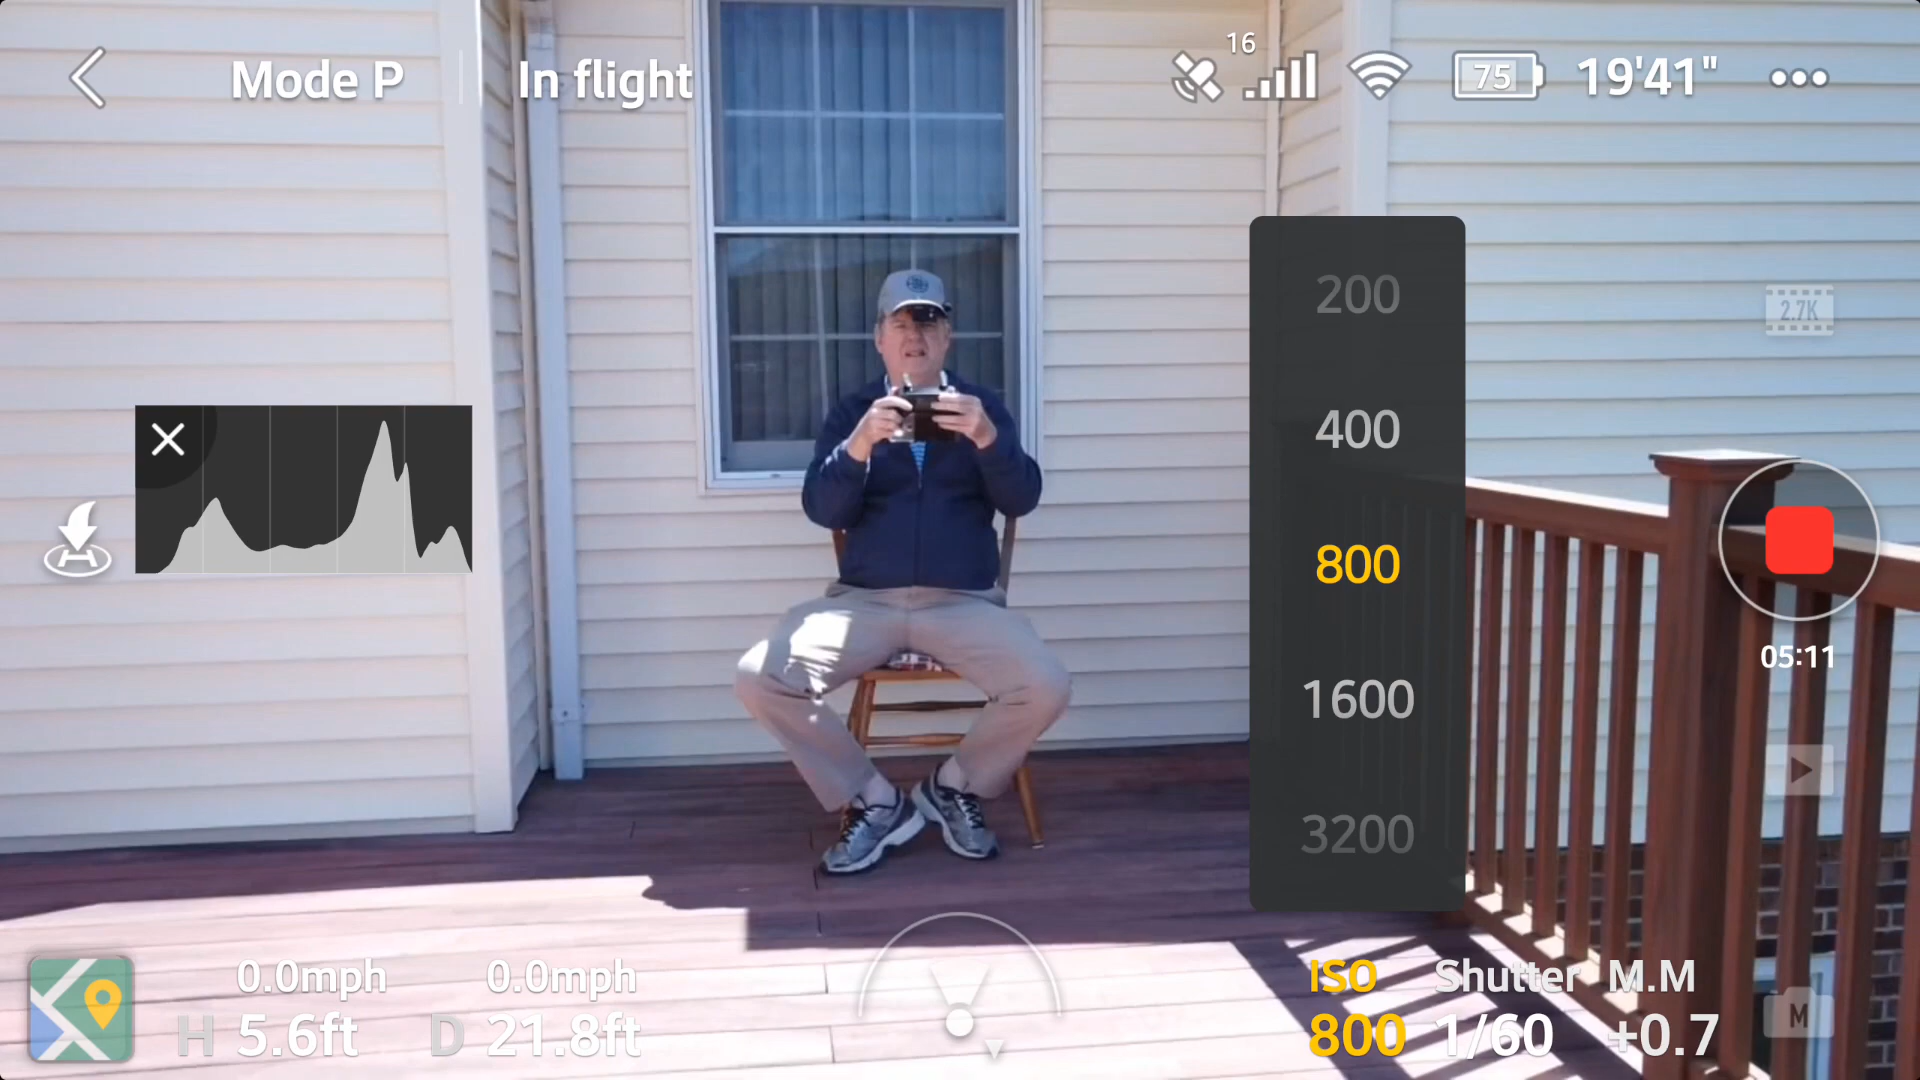 16
Mode P In flight 75 19'41"
200
2.7K
400
800
1600
05:11
3200
0.0mph 0.0mph ISO Shutter M.M
H 5.6ft D 21.8ft 800 1/60 +0.7 M